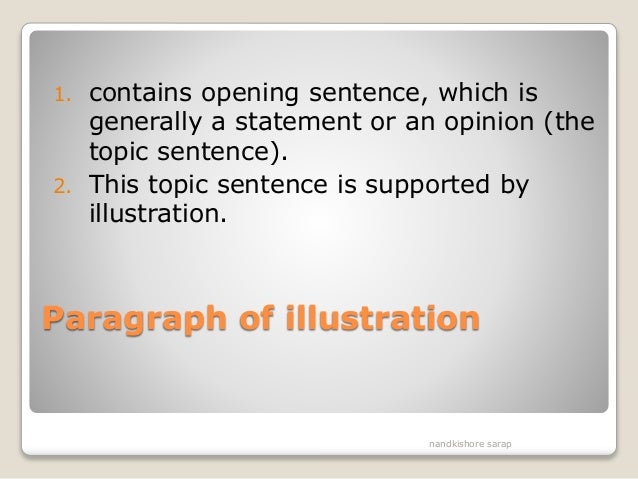 1. contains opening sentence, which is
generally a statement or an opinion (the
topic sentence).
2. This topic sentence is supported by
illustration.
Paragraph of illustration
nandkishore sarap